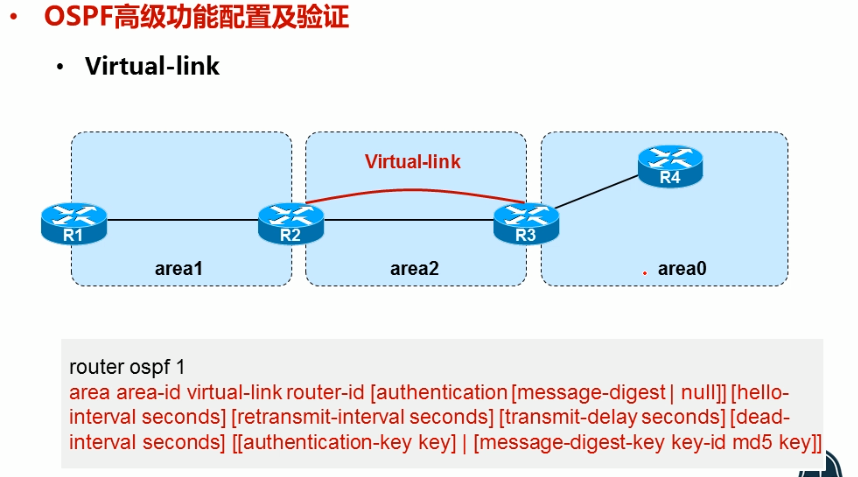 OSPF高级功能配置及验证
Virtual-link
Virtual-link
R4
R1
R2
R3
area1
area2
area0
router ospf 1
area area-id virtual-link router-id [authentication [message-digest | null]] [hello-
interval seconds] [retransmit-interval seconds] [transmit-delay seconds] [dead-
interval seconds] [[authentication-key key] | [message-digest-key key-id md5 key]]